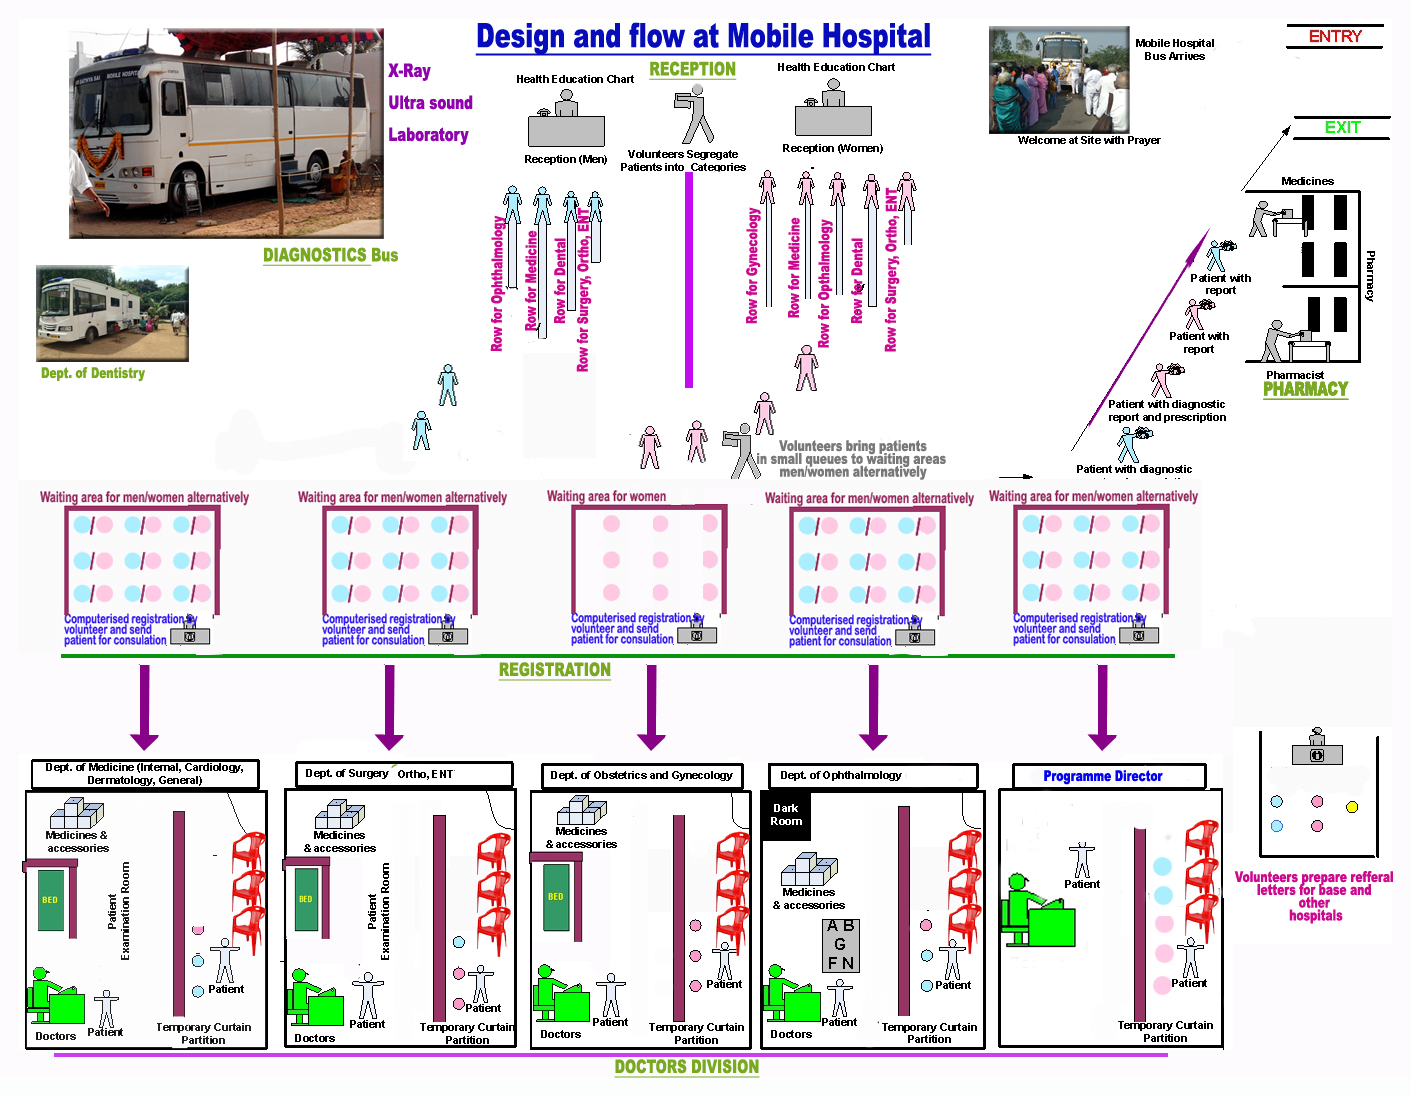 Design and flow at Mobile Hospital
ENTRY
EXIT
Mobile Hospital
Bus Arrives
Welcome at Site with Prayer
MOBILE HOSPITAL
X-Ray
Ultra sound
Laboratory
DIAGNOSTICS Bus
Dept. of Dentistry
RECEPTION
Health Education Chart
Reception (Men)
Volunteers Segregate
Patients into Categories
Health Education Chart
Reception (Women)
Row for Ophthalmology
Row for Medicine
Row for Dental
Row for Surgery, Ortho, ENT
Row for Gynecology
Row for Medicine
Row for Opthalmology
Row for Dental
Row for Surgery, Ortho, ENT
Medicines
Pharmacy
Pharmacist
PHARMACY
Patient with
report
Patient with
report
Patient with diagnostic
report and prescription
Patient with diagnostic
Volunteers bring patients
in small queues to waiting areas
men/women alternatively
Waiting area for men/women alternatively
Waiting area for men/women alternatively
Waiting area for women
Waiting area for men/women alternatively
Waiting area for men/women alternatively
Computerised registration by
volunteer and send
patient for consulation
Computerised registration by
volunteer and send
patient for consulation
Computerised registration by
volunteer and send
patient for consulation
Computerised registration by
volunteer and send
patient for consulation
Computerised registration by
volunteer and send
patient for consulation
REGISTRATION
Dept. of Medicine (Internal, Cardiology,
Dermatology, General)
Medicines &
accessories
BED
Patient
Examination Room
Doctors
Patient
Patient
Temporary Curtain
Partition
Dept. of Surgery Ortho, ENT
Medicines
& accessories
BED
Patient
Examination Room
Doctors
Patient
Patient
Temporary Curtain
Partition
Dept. of Obstetrics and Gynecology
Medicines
& accessories
BED
Doctors
Patient
Patient
Temporary Curtain
Partition
Dept. of Ophthalmology
Dark
Room
Medicines
& accessories
A B
G
F N
Doctors
Patient
Patient
Temporary Curtain
Partition
Programme Director
Patient
Patient
Temporary Curtain
Partition
Volunteers prepare refferal
letters for base and
other
hospitals
DOCTORS DIVISION